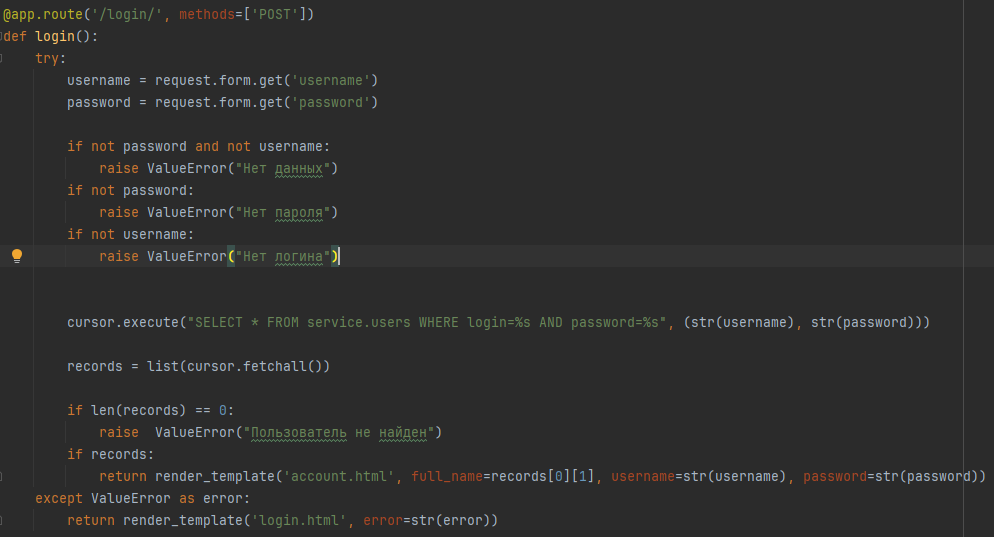 @app.route('/login/', methods=['POST'])
def login():
    try:
        username = request.form.get('username')
        password = request.form.get('password')

        if not password and not username:
            raise ValueError("Нет данных")
        if not password:
            raise ValueError("Нет пароля")
        if not username:
            raise ValueError("Нет логина")


        cursor.execute("SELECT * FROM service.users WHERE login=%s AND password=%s", (str(username), str(password)))

        records = list(cursor.fetchall())

        if len(records) == 0:
            raise  ValueError("Пользователь не найден")
        if records:
            return render_template('account.html', full_name=records[0][1], username=str(username), password=str(password))
    except ValueError as error:
        return render_template('login.html', error=str(error))